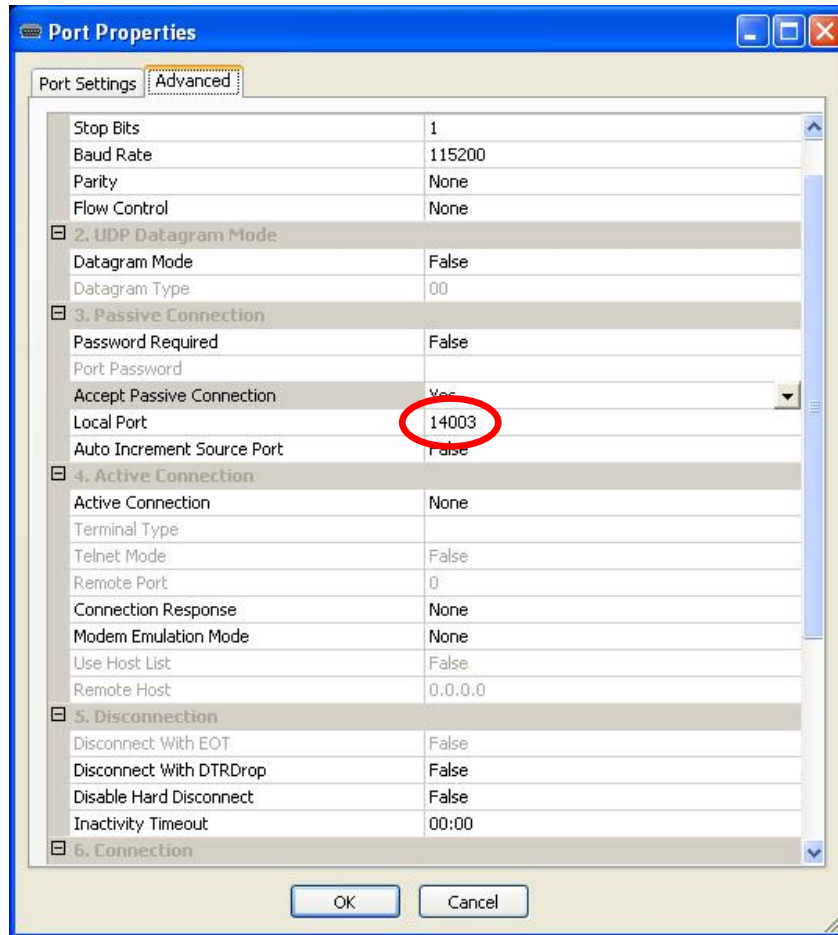 Port Properties
Port Settings Advanced
Stop Bits 1
Baud Rate 115200
Parity None
Flow Control None
2. UDP Datagram Mode
Datagram Mode False
Datagram Type 00
3. Passive Connection
Password Required False
Port Password
Accept Passive Connection Yes
Local Port 14003
Auto Increment Source Port False
4. Active Connection
Active Connection None
Terminal Type
Telnet Mode False
Remote Port 0
Connection Response None
Modem Emulation Mode None
Use Host List False
Remote Host 0.0.0.0
5. Disconnection
Disconnect With EOT False
Disconnect With DTRDrop False
Disable Hard Disconnect False
Inactivity Timeout 00:00
6. Connection
OK Cancel